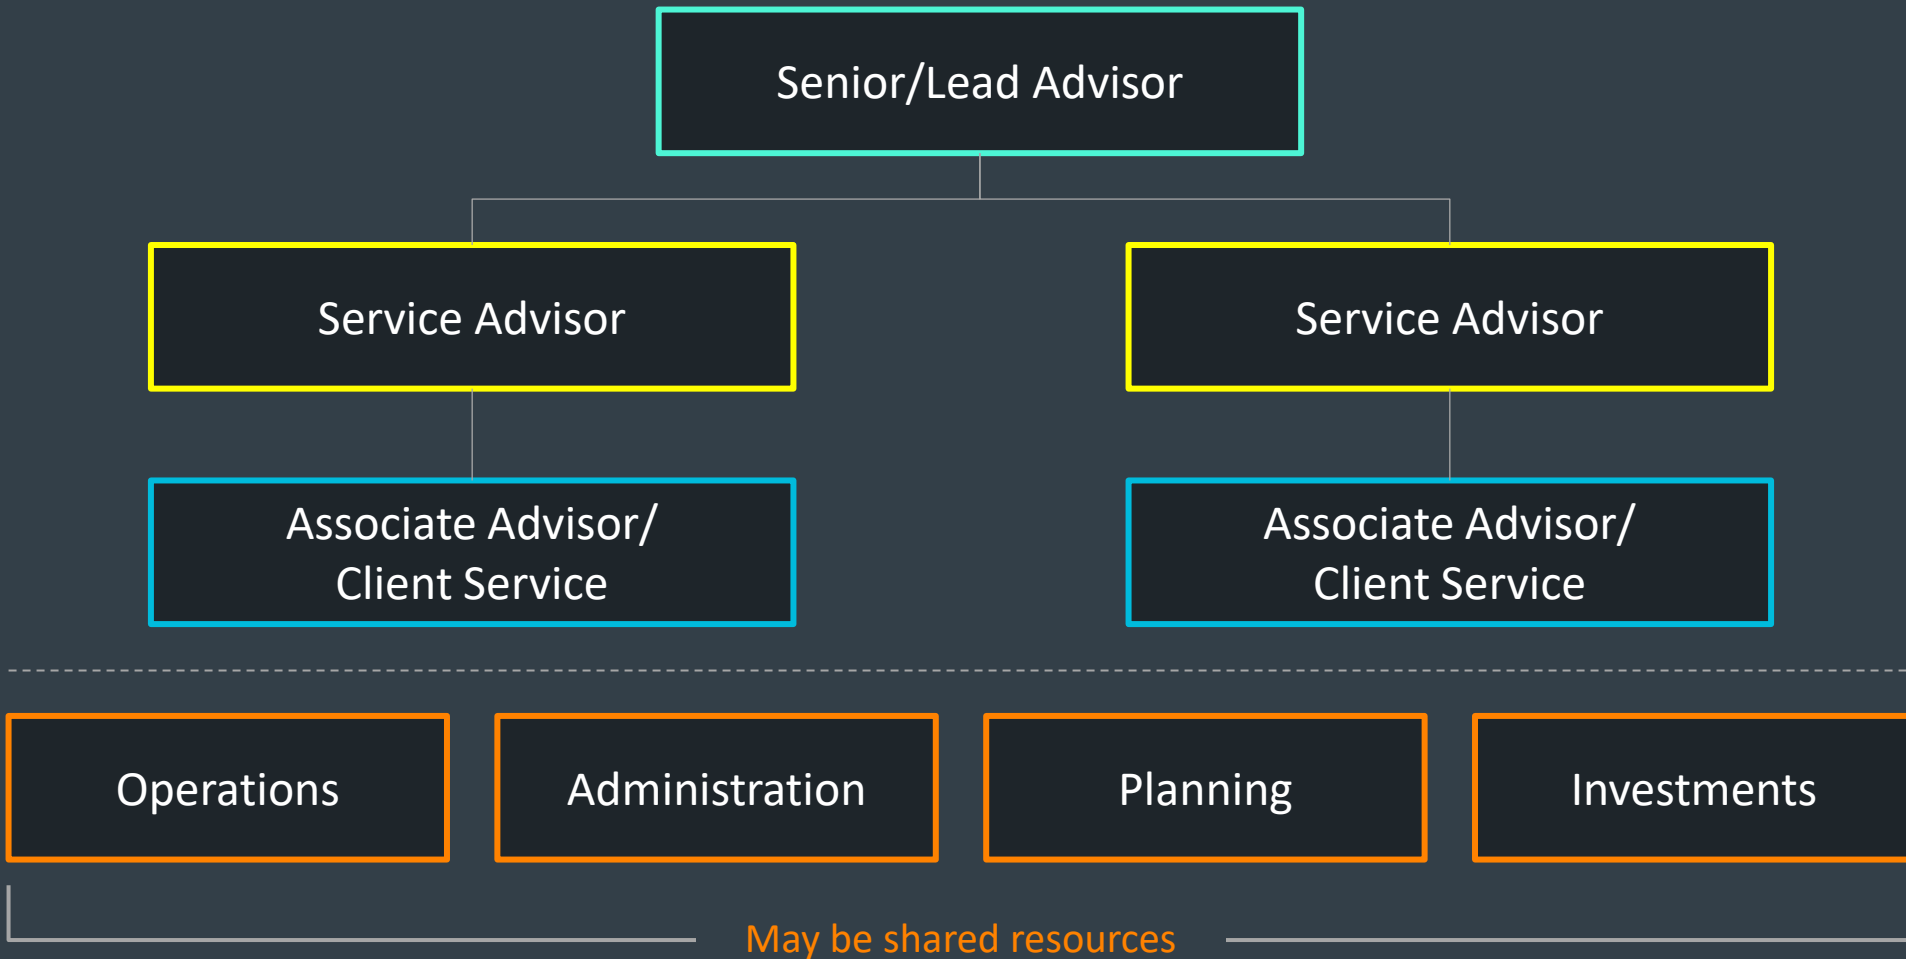 Senior/Lead Advisor
Service Advisor
Service Advisor
Associate Advisor/
Client Service
Associate Advisor/
Client Service
Operations
Administration
Planning
Investments
May be shared resources